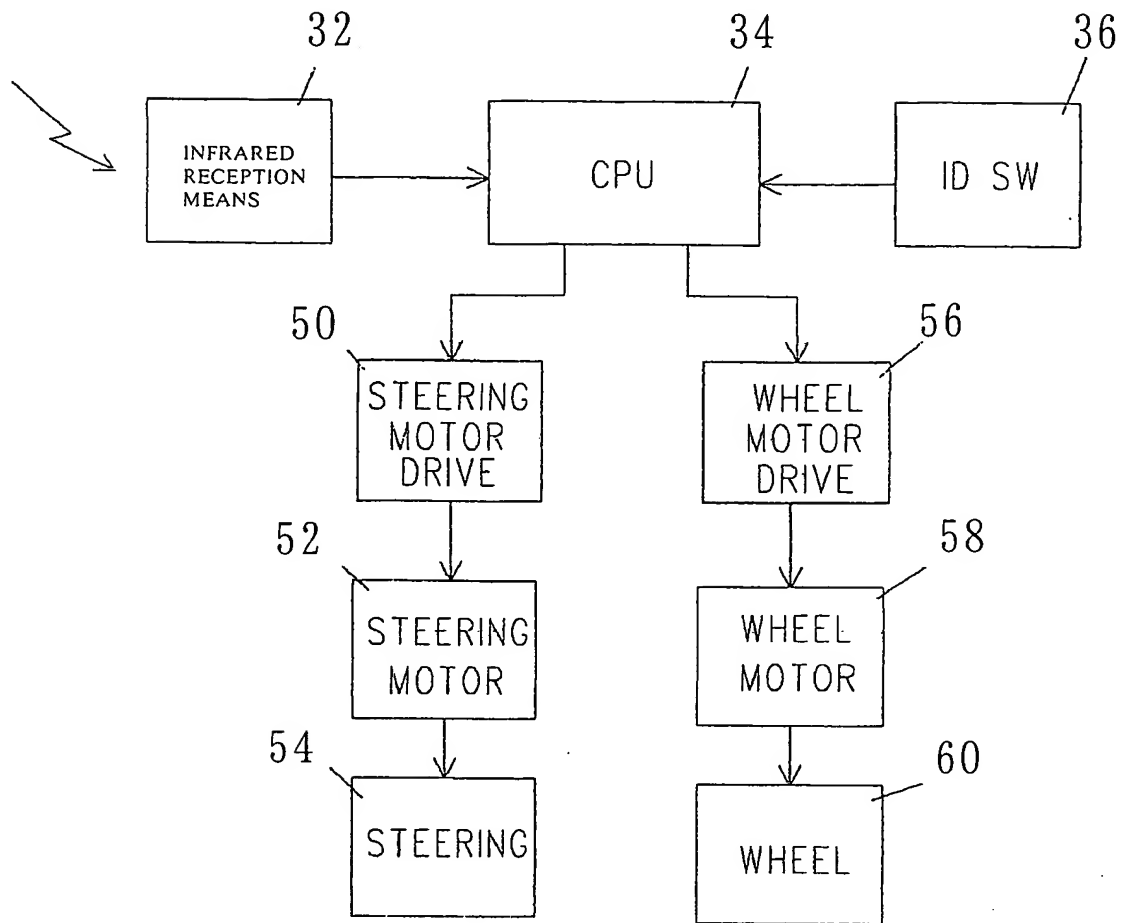 32
34
36
INFRARED
RECEPTION
MEANS
CPU
ID SW
50
56
STEERING
MOTOR
DRIVE
WHEEL
MOTOR
DRIVE
52
58
STEERING
MOTOR
WHEEL
MOTOR
54
60
STEERING
WHEEL